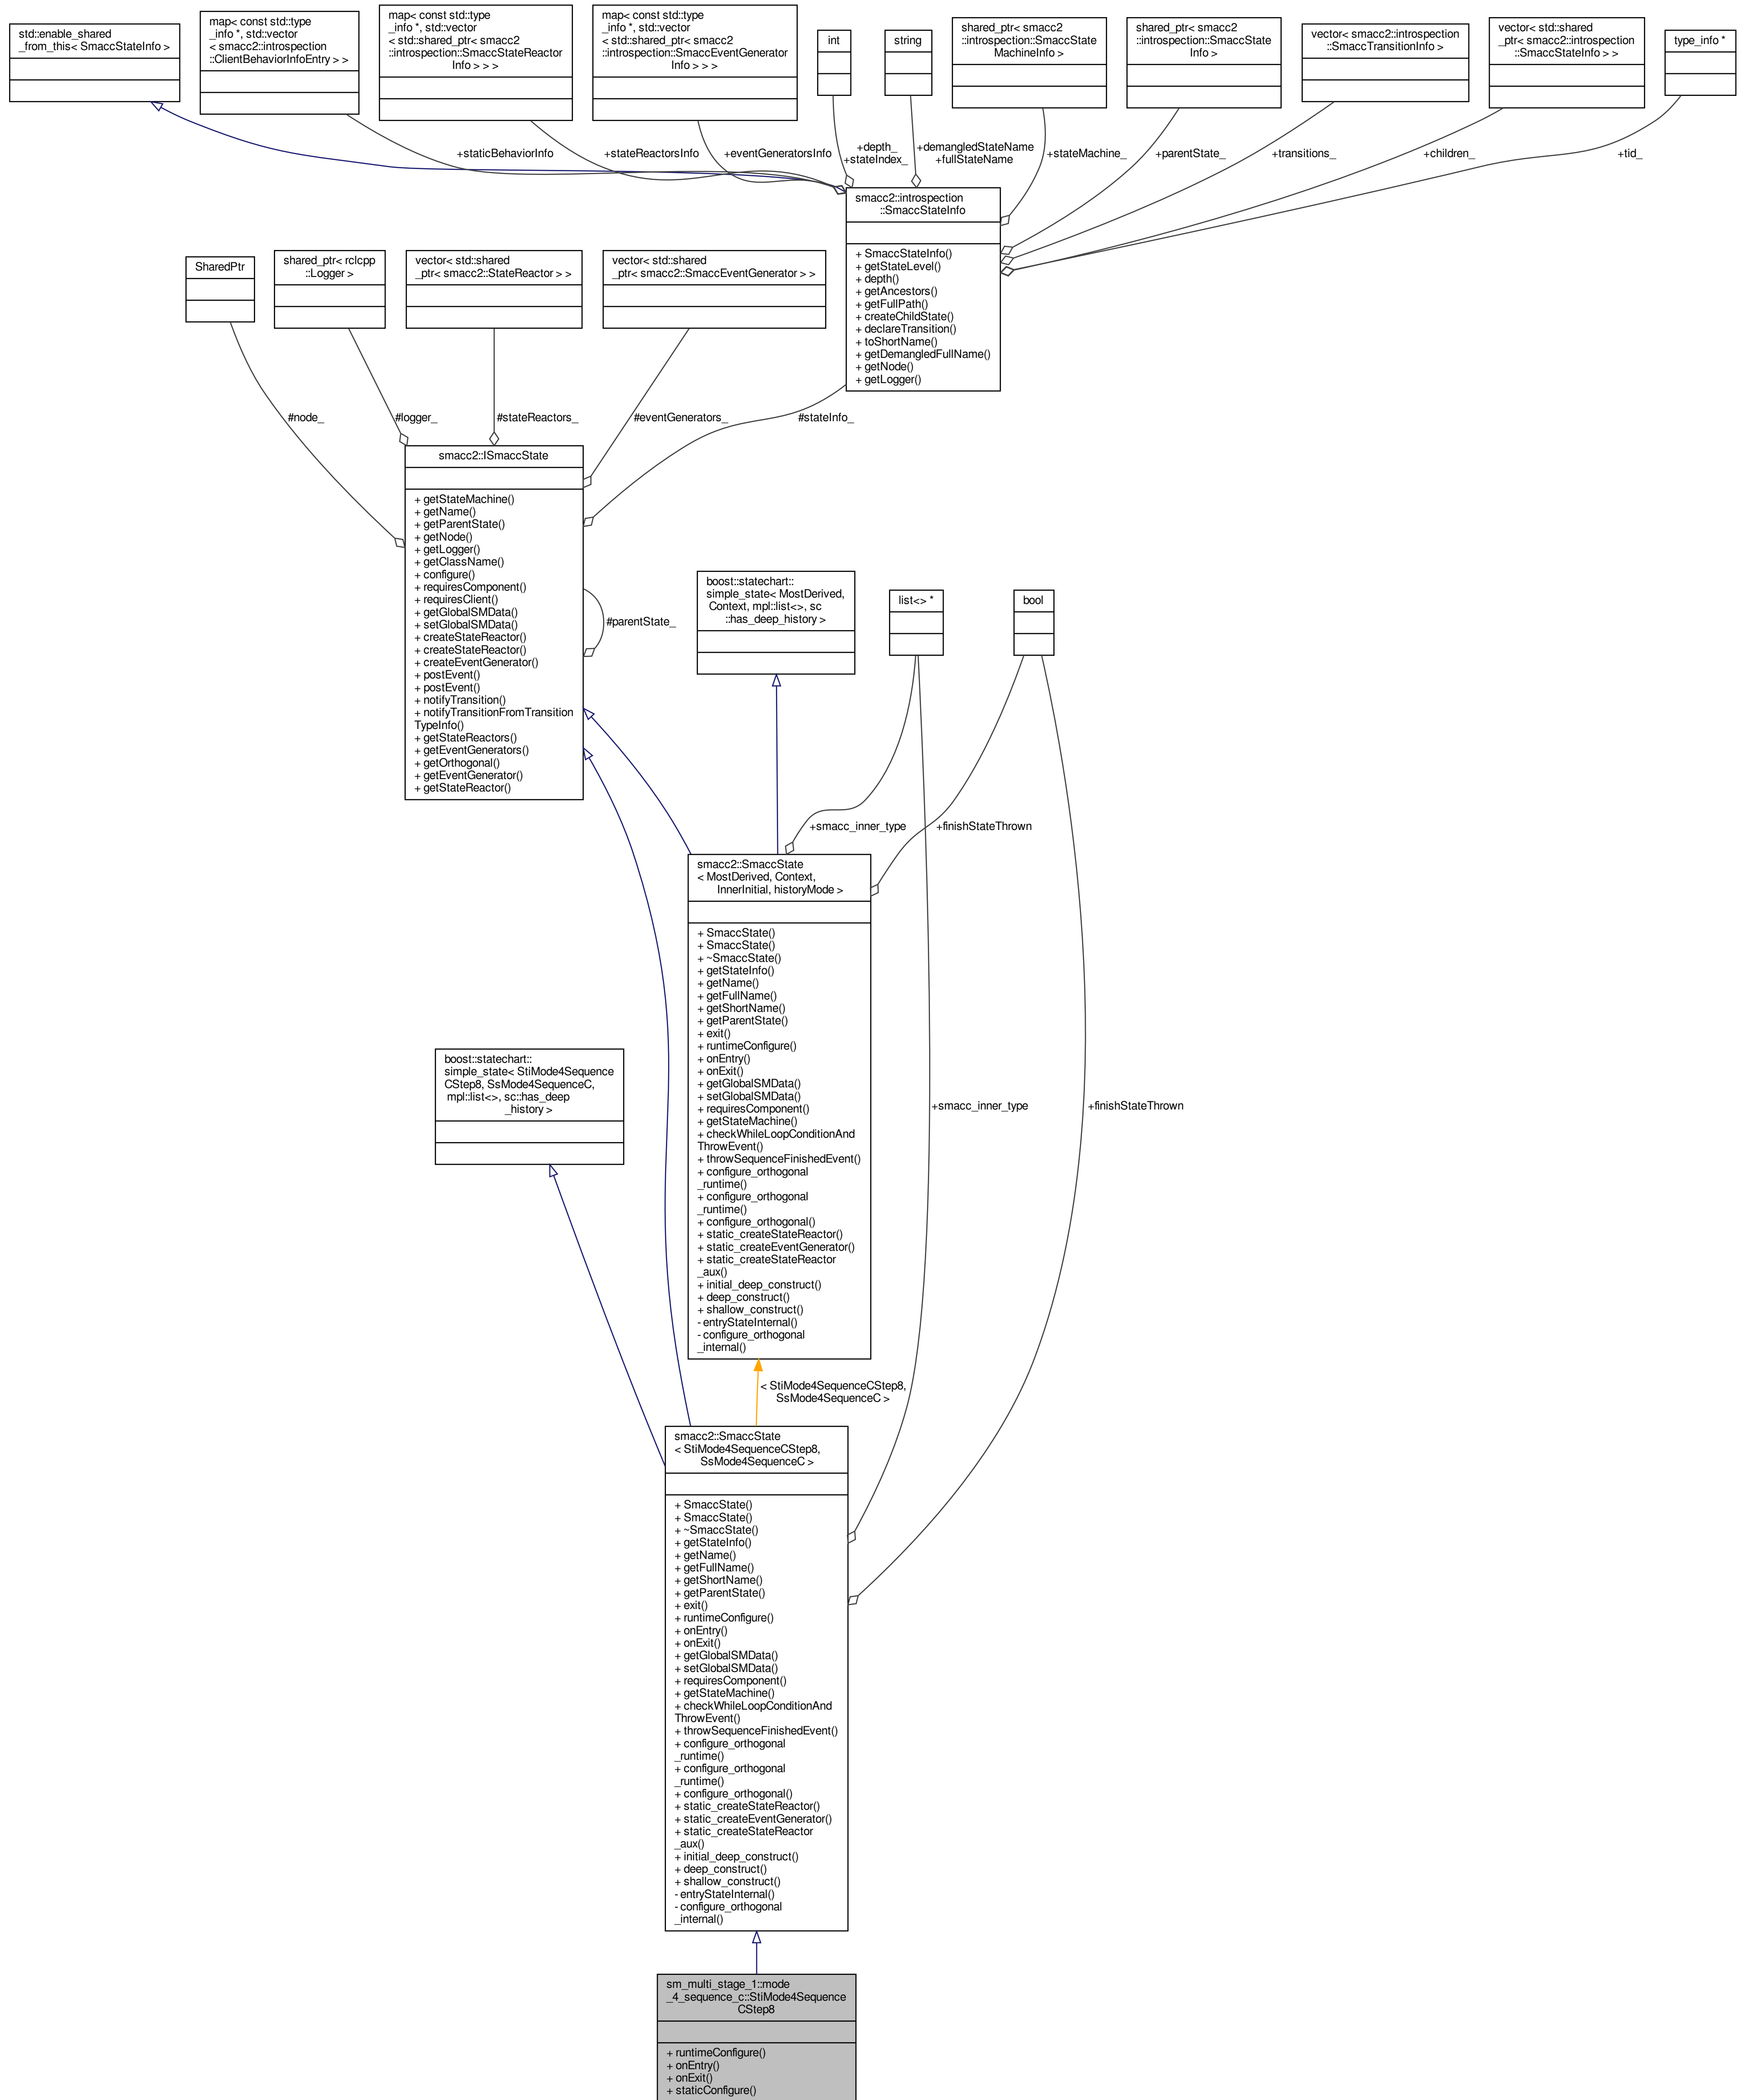 std::enable_shared
_from_this< SmaccStateInfo >
map< const std::type
_info *, std::vector
< smacc2::introspection
::ClientBehaviorInfoEntry > >
map< const std::type
_info *, std::vector
< std::shared_ptr< smacc2
::introspection::SmaccStateReactor
Info > > >
map< const std::type
_info *, std::vector
< std::shared_ptr< smacc2
::introspection::SmaccEventGenerator
Info > > >
int
string
shared_ptr< smacc2
::introspection::SmaccState
MachineInfo >
shared_ptr< smacc2
::introspection::SmaccState
Info >
vector< smacc2::introspection
::SmaccTransitionInfo >
vector< std::shared
_ptr< smacc2::introspection
::SmaccStateInfo > >
type_info *
+staticBehaviorInfo
+stateReactorsInfo
+eventGeneratorsInfo
+depth_
+stateIndex_
+demangledStateName
+fullStateName
+stateMachine_
+parentState_
+transitions_
+children_
+tid_
smacc2::introspection
::SmaccStateInfo
+ SmaccStateInfo()
+ getStateLevel()
+ depth()
+ getAncestors()
+ getFullPath()
+ createChildState()
+ declareTransition()
+ toShortName()
+ getDemangledFullName()
+ getNode()
+ getLogger()
SharedPtr
shared_ptr< rclcpp
::Logger >
vector< std::shared
_ptr< smacc2::StateReactor > >
vector< std::shared
_ptr< smacc2::SmaccEventGenerator > >
#node_
#logger_
#stateReactors_
#eventGenerators_
#stateInfo_
smacc2::ISmaccState
+ getStateMachine()
+ getName()
+ getParentState()
+ getNode()
+ getLogger()
+ getClassName()
+ configure()
+ requiresComponent()
+ requiresClient()
+ getGlobalSMData()
+ setGlobalSMData()
+ createStateReactor()
+ createStateReactor()
+ createEventGenerator()
+ postEvent()
+ postEvent()
+ notifyTransition()
+ notifyTransitionFromTransition
TypeInfo()
+ getStateReactors()
+ getEventGenerators()
+ getOrthogonal()
+ getEventGenerator()
+ getStateReactor()
#parentState_
boost::statechart::
simple_state< MostDerived,
Context, mpl::list<>, sc
::has_deep_history >
list<> *
bool
+smacc_inner_type
+finishStateThrown
smacc2::SmaccState
< MostDerived, Context,
InnerInitial, historyMode >
+ SmaccState()
+ SmaccState()
+ ~SmaccState()
+ getStateInfo()
+ getName()
+ getFullName()
+ getShortName()
+ getParentState()
+ exit()
+ runtimeConfigure()
+ onEntry()
+ onExit()
+ getGlobalSMData()
+ setGlobalSMData()
+ requiresComponent()
+ getStateMachine()
+ checkWhileLoopConditionAnd
ThrowEvent()
+ throwSequenceFinishedEvent()
+ configure_orthogonal
_runtime()
+ configure_orthogonal
_runtime()
+ configure_orthogonal()
+ static_createStateReactor()
+ static_createEventGenerator()
+ static_createStateReactor
_aux()
+ initial_deep_construct()
+ deep_construct()
+ shallow_construct()
- entryStateInternal()
- configure_orthogonal
_internal()
boost::statechart::
simple_state< StiMode4Sequence
CStep8, SsMode4SequenceC,
mpl::list<>, sc::has_deep
_history >
+smacc_inner_type
+finishStateThrown
< StiMode4SequenceCStep8,
SsMode4SequenceC >
smacc2::SmaccState
< StiMode4SequenceCStep8,
SsMode4SequenceC >
+ SmaccState()
+ SmaccState()
+ ~SmaccState()
+ getStateInfo()
+ getName()
+ getFullName()
+ getShortName()
+ getParentState()
+ exit()
+ runtimeConfigure()
+ onEntry()
+ onExit()
+ getGlobalSMData()
+ setGlobalSMData()
+ requiresComponent()
+ getStateMachine()
+ checkWhileLoopConditionAnd
ThrowEvent()
+ throwSequenceFinishedEvent()
+ configure_orthogonal
_runtime()
+ configure_orthogonal
_runtime()
+ configure_orthogonal()
+ static_createStateReactor()
+ static_createEventGenerator()
+ static_createStateReactor
_aux()
+ initial_deep_construct()
+ deep_construct()
+ shallow_construct()
- entryStateInternal()
- configure_orthogonal
_internal()
sm_multi_stage_1::mode
_4_sequence_c::StiMode4Sequence
CStep8
+ runtimeConfigure()
+ onEntry()
+ onExit()
+ staticConfigure()